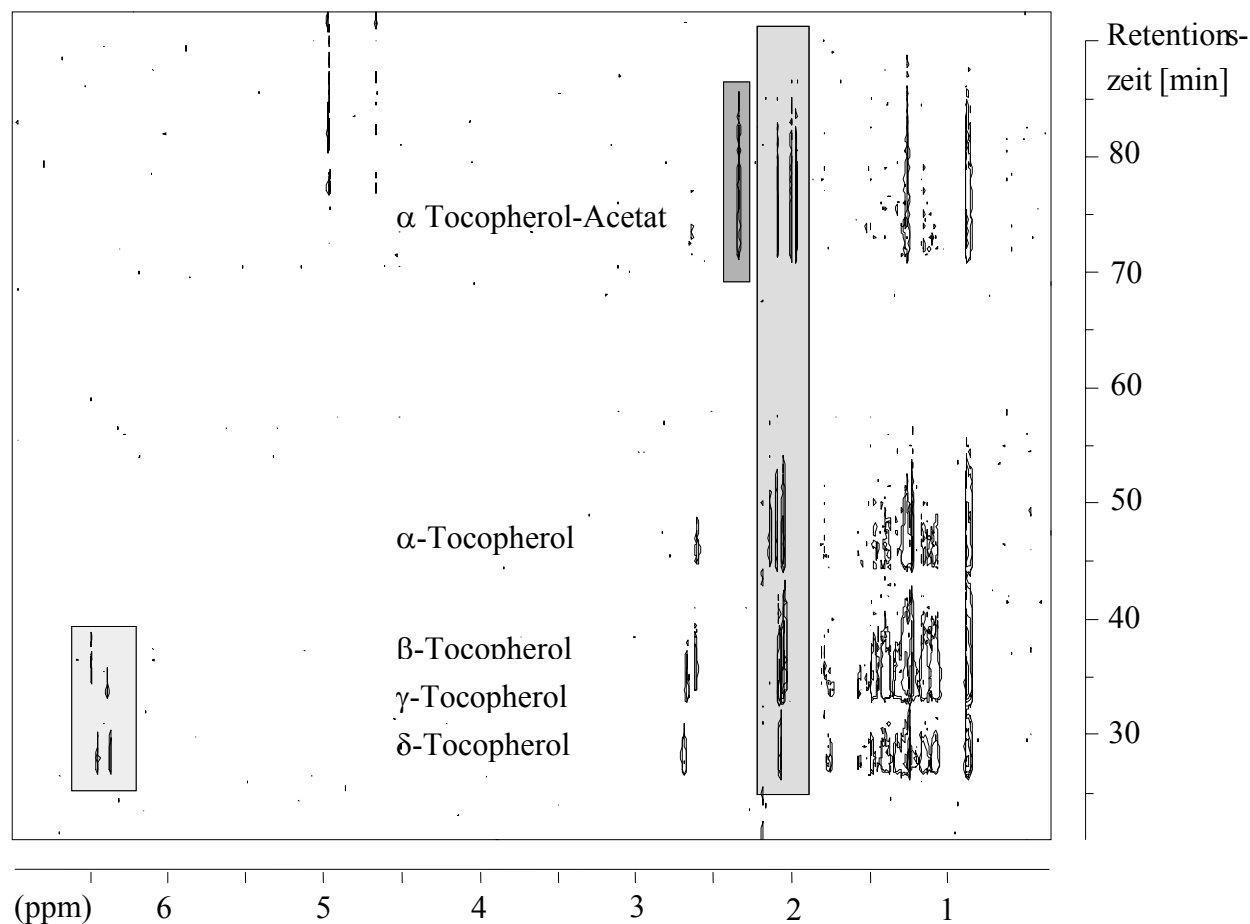 Retentions-
zeit [min]
80
α Tocopherol-Acetat
70
60
50
α-Tocopherol
40
ß-Tocopherol
γ-Tocopherol
δ-Tocopherol
30
(ppm) 6 5 4 3 2 1